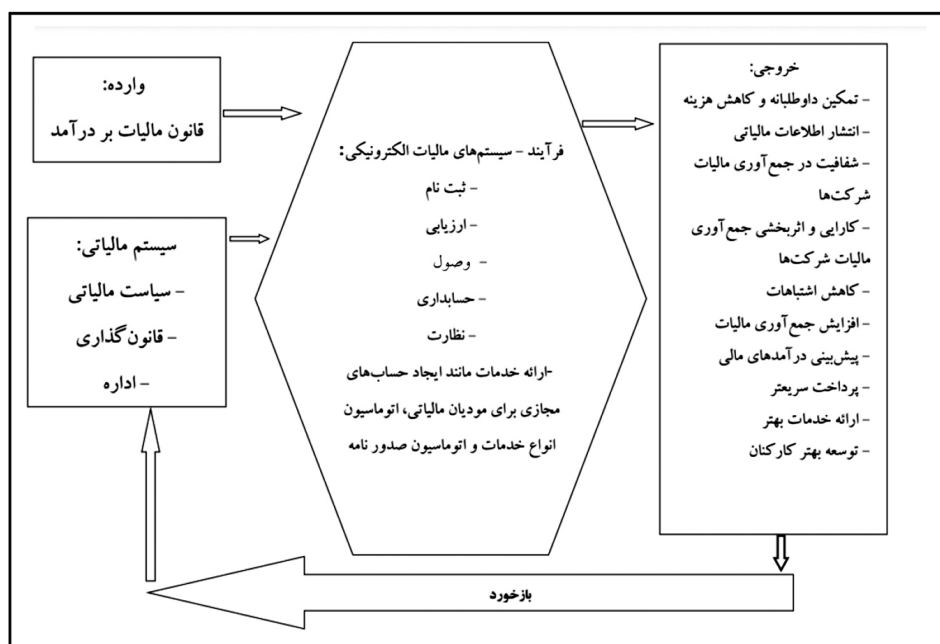 وارده:
قانون مالیات بر درآمد
سیستم مالیاتی:
– سیاست مالیاتی
– قانون‌گذاری
– اداره
فرآیند – سیستم‌های مالیات الکترونیکی:
– ثبت نام
– ارزیابی
– وصول
– حسابداری
– نظارت
-ارائه خدمات مانند ایجاد حساب‌های
مجازی برای مودیان مالیاتی، اتوماسیون
انواع خدمات و اتوماسیون صدور نامه
خروجی:
– تمکین داوطلبانه و کاهش هزینه
– انتشار اطلاعات مالیاتی
– شفافیت در جمع‌آوری مالیات
شرکت‌ها
– کارایی و اثربخشی جمع‌آوری
مالیات شرکت‌ها
– کاهش اشتباهات
– افزایش جمع‌آوری مالیات
– پیش‌بینی درآمدهای مالی
– پرداخت سریعتر
– ارائه خدمات بهتر
– توسعه بهتر کارکنان
بازخورد